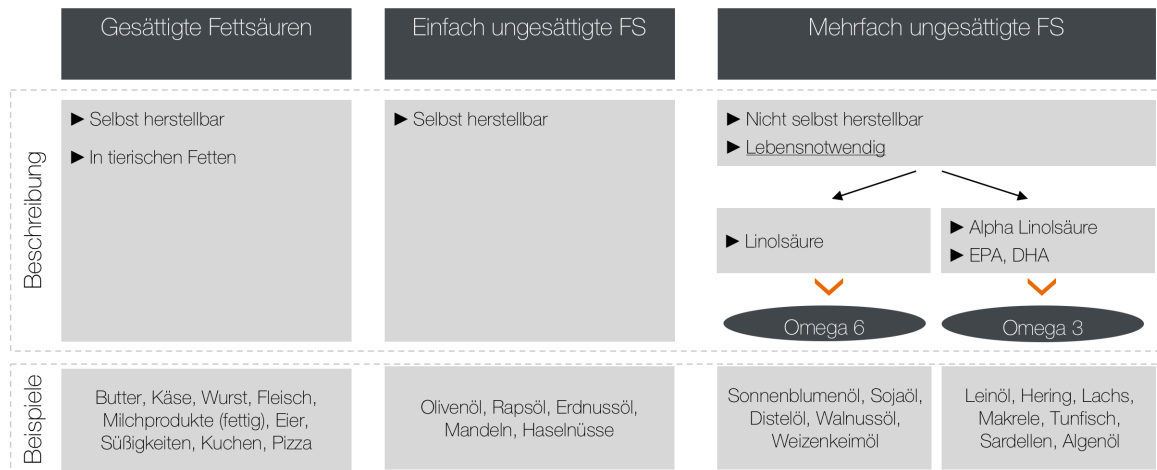 Gesättigte Fettsäuren
Einfach ungesättigte FS
Mehrfach ungesättigte FS
Beschreibung
► Selbst herstellbar
► In tierischen Fetten
► Selbst herstellbar
► Nicht selbst herstellbar
► Lebensnotwendig
► Linolsäure
► Alpha Linolsäure
► EPA, DHA
Omega 6
Omega 3
Beispiele
Butter, Käse, Wurst, Fleisch,
Milchprodukte (fettig), Eier,
Süßigkeiten, Kuchen, Pizza
Olivenöl, Rapsöl, Erdnussöl,
Mandeln, Haselnüsse
Sonnenblumenöl, Sojaöl,
Distelöl, Walnussöl,
Weizenkeimöl
Leinöl, Hering, Lachs,
Makrele, Tunfisch,
Sardellen, Algenöl